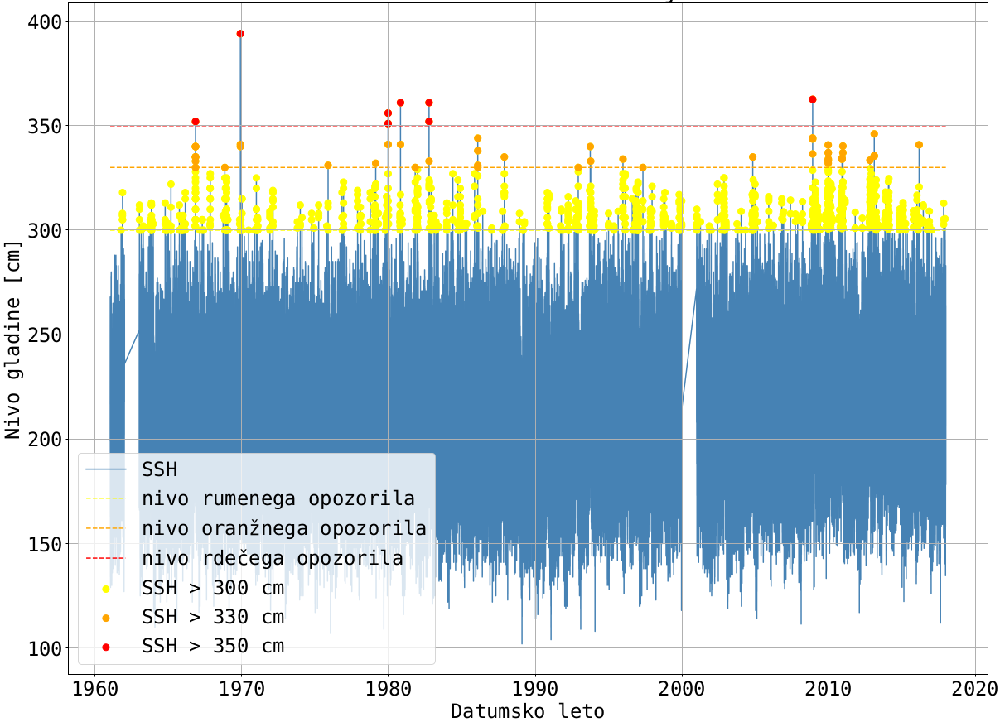 400
350
300
250
200
150
100
Nivo gladine [cm]
SSH
nivo rumenega opozorila
nivo oranžnega opozorila
nivo rdečega opozorila
SSH > 300 cm
SSH > 330 cm
SSH > 350 cm
1960 1970 1980 1990 2000 2010 2020
Datumsko leto